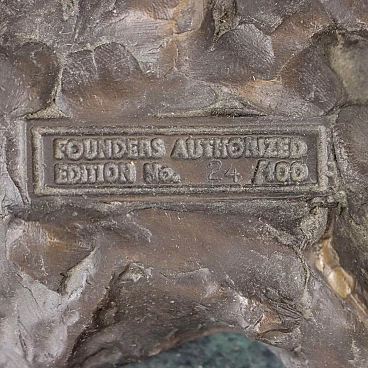 FOUNDERS AUTHORIZED
EDITION No. 24 /100